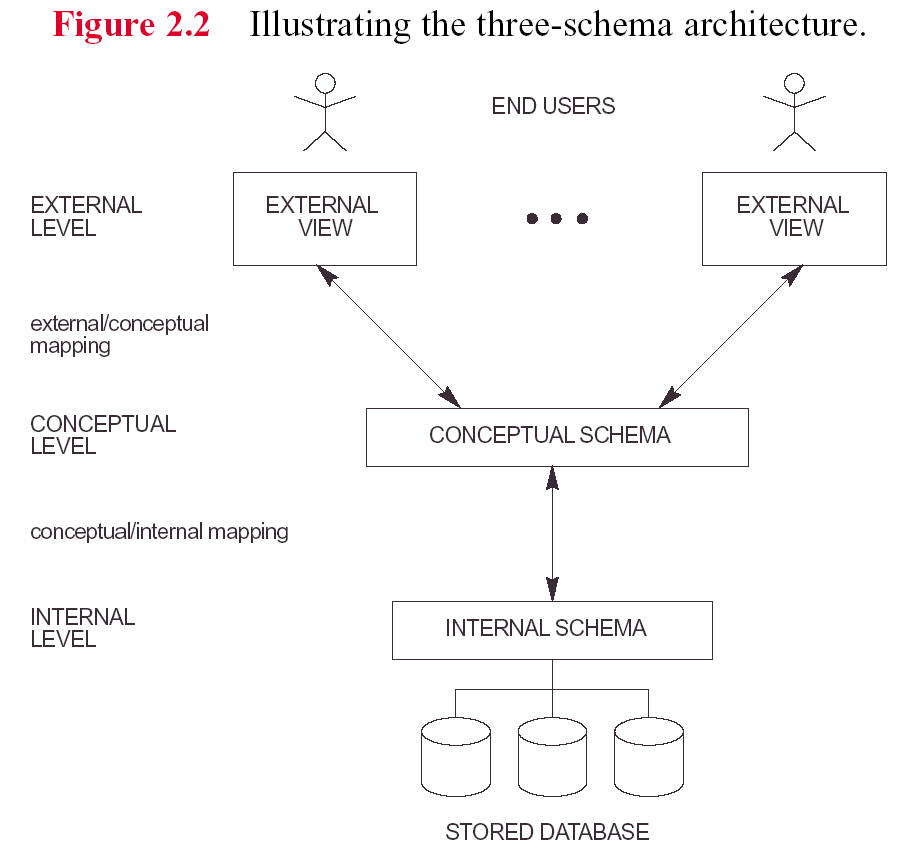 Figure 2.2 Illustrating the three-schema architecture.
END USERS
EXTERNAL
LEVEL
EXTERNAL
VIEW
EXTERNAL
VIEW
external/conceptual
mapping
CONCEPTUAL
LEVEL
CONCEPTUAL SCHEMA
conceptual/internal mapping
INTERNAL
LEVEL
INTERNAL SCHEMA
STORED DATABASE